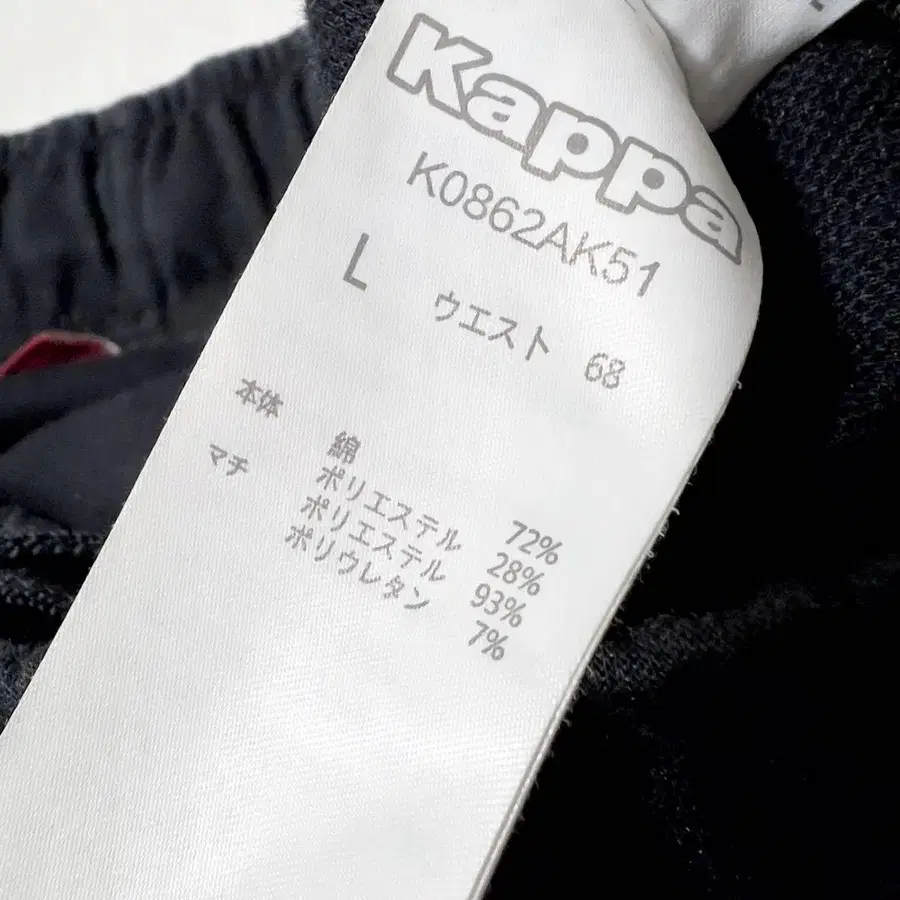 Kappa
K0862AK51
L ウエスト 68
本体 綿 72%
ポリエステル 28%
マチ ポリエステル 93%
ポリウレタン 7%